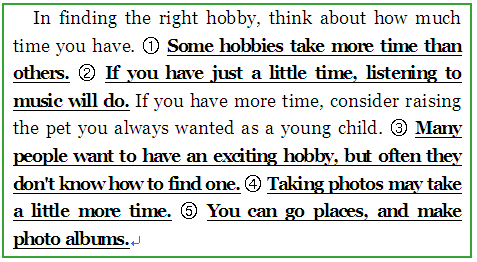 In finding the right hobby, think about how much
time you have. ① Some hobbies take more time than
others. ② If you have just a little time, listening to
music will do. If you have more time, consider raising
the pet you always wanted as a young child. ③ Many
people want to have an exciting hobby, but often they
don't know how to find one. ④ Taking photos may take
a little more time. ⑤ You can go places, and make
photo albums.↵